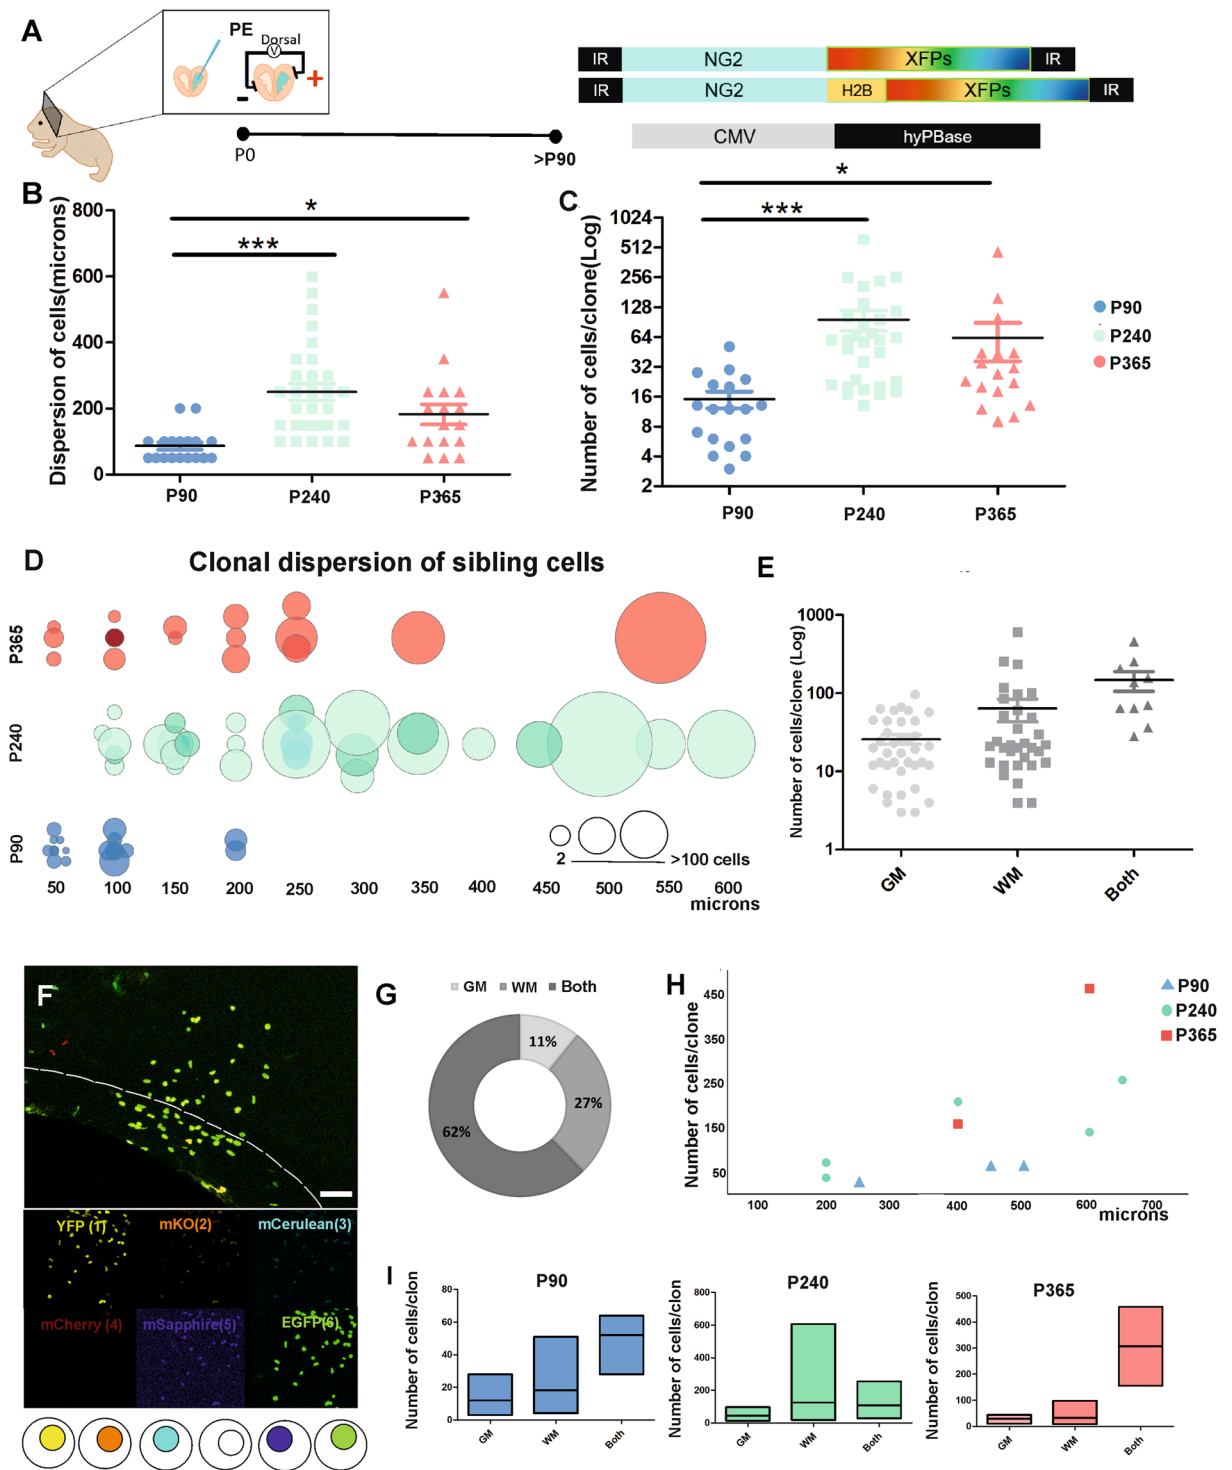 A
PE
Dorsal
V
+
-
P0
>P90
IR NG2 XFPs IR
IR NG2 H2B XFPs IR
CMV hyPBase
B
Dispersion of cells(microns)
800
600
400
200
0
*
***
P90 P240 P365
C
Number of cells/clone(Log)
1024
512
256
128
64
32
16
8
4
2
*
***
P90 P240 P365
P90
P240
P365
D
Clonal dispersion of sibling cells
P365
P240
P90
2 >100 cells
50 100 150 200 250 300 350 400 450 500 550 600
microns
E
Number of cells/clone (Log)
1000
100
10
1
GM WM Both
F
YFP (1) mKO(2) mCerulean(3)
mCherry (4) mSapphire(5) EGFP(6)
G
GM WM Both
11%
27%
62%
H
Number of cells/clone
450
350
250
150
50
100 200 300 400 500 600 700
microns
P90
P240
P365
I
P90
Number of cells/clon
80
60
40
20
0
GM WM Both
P240
Number of cells/clon
800
600
400
200
0
GM WM Both
P365
Number of cells/clon
500
400
300
200
100
0
GM WM Both